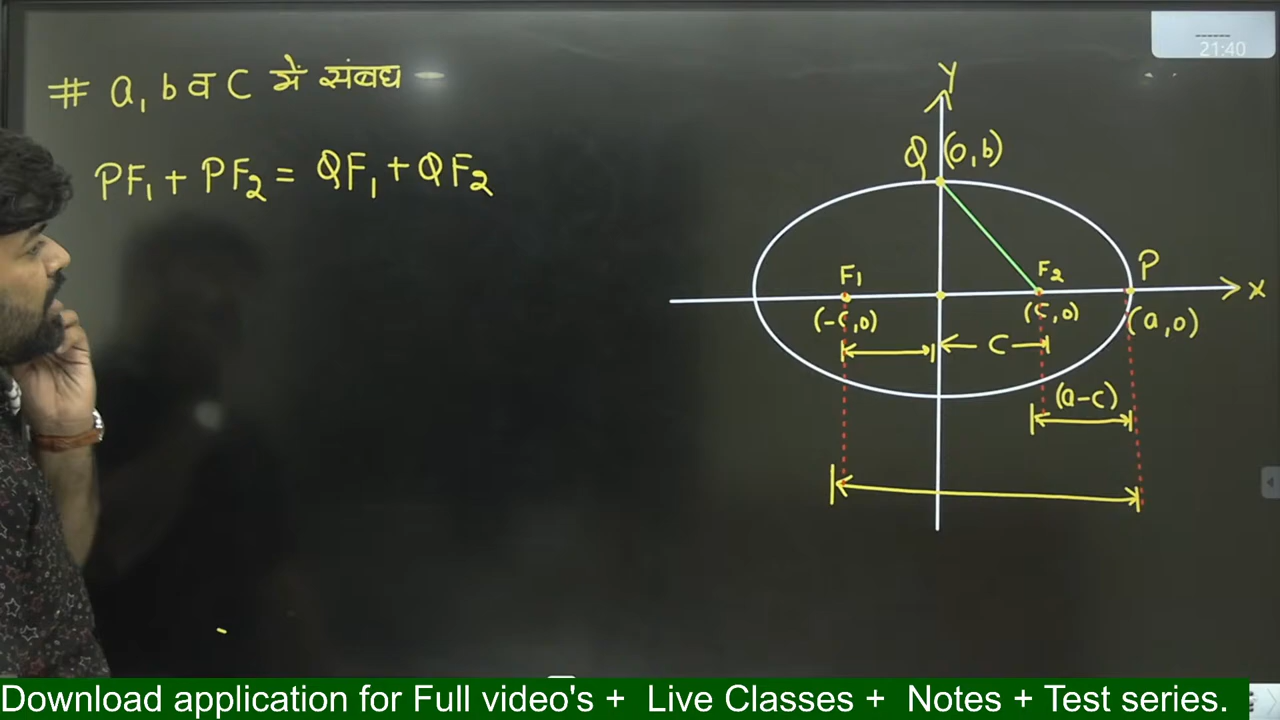 21:40
# a, b व C में संबध
PF₁ + PF₂ = QF₁ + QF₂
Y
Q (0, b)
F₁
F₂
P
X
(-C, 0)
(C, 0)
(a, 0)
C
(a-c)
Download application for Full video's + Live Classes + Notes + Test series.